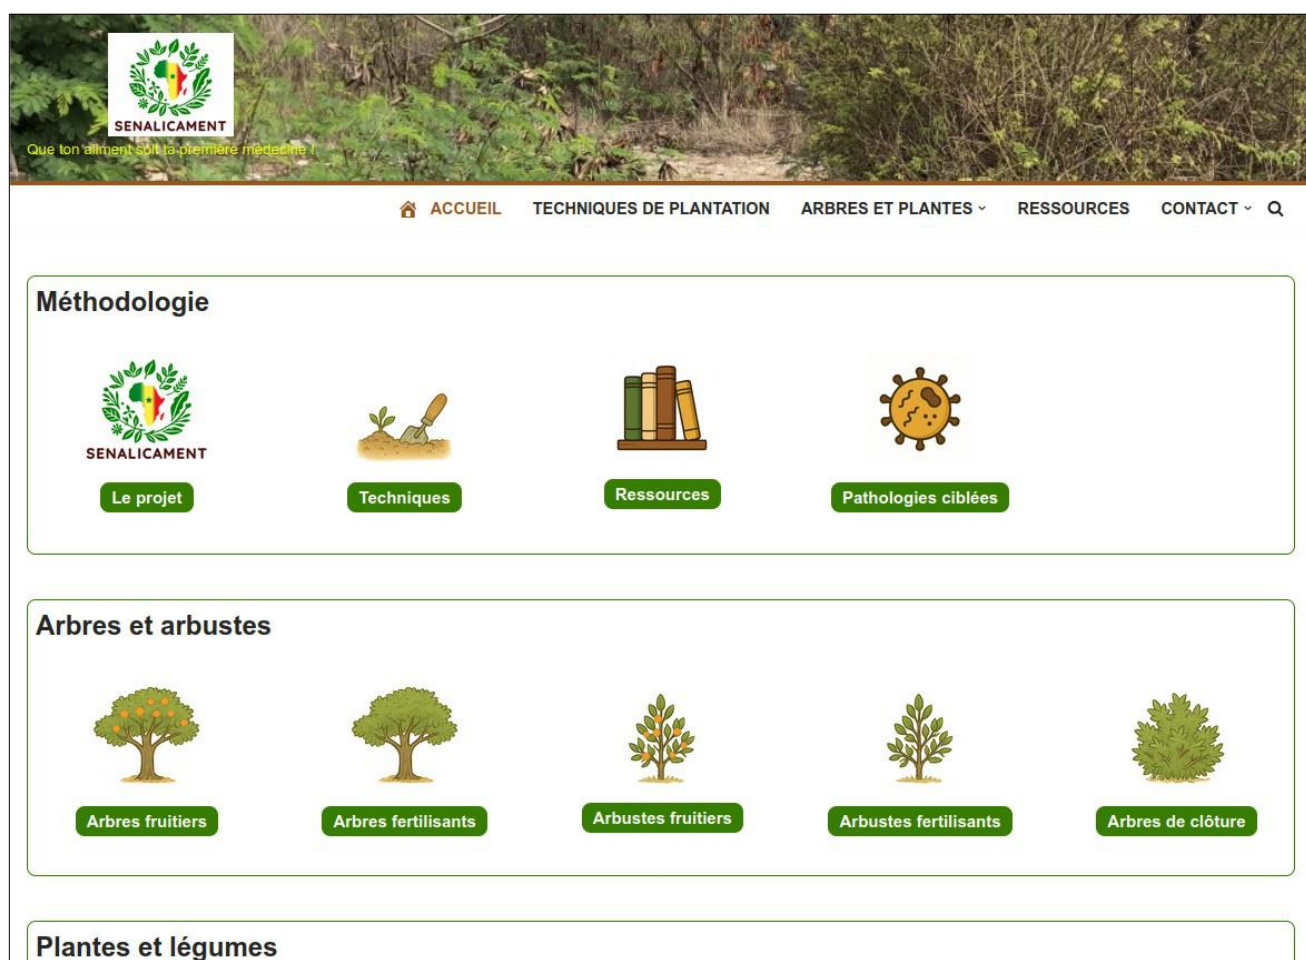 SENALICAMENT
Que ton aliment soit ta première médecine !
ACCUEIL TECHNIQUES DE PLANTATION ARBRES ET PLANTES RESSOURCES CONTACT
Méthodologie
SENALICAMENT
Le projet Techniques Ressources Pathologies ciblées
Arbres et arbustes
Arbres fruitiers Arbres fertilisants Arbustes fruitiers Arbustes fertilisants Arbres de clôture
Plantes et légumes